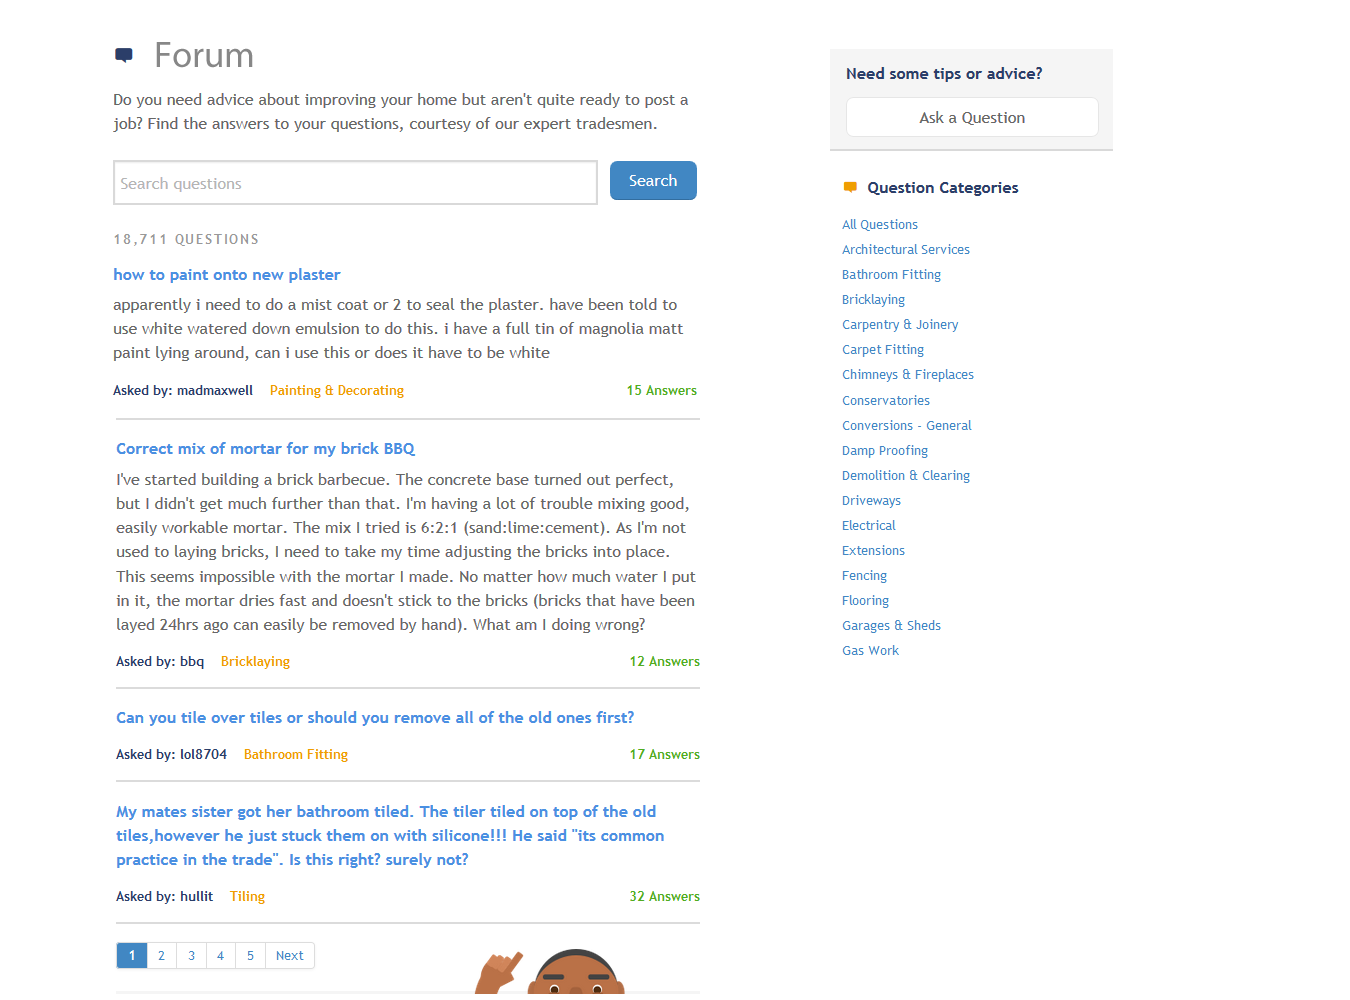 Forum
Do you need advice about improving your home but aren't quite ready to post a
job? Find the answers to your questions, courtesy of our expert tradesmen.
Search questions
Search
18,711 QUESTIONS
how to paint onto new plaster
apparently i need to do a mist coat or 2 to seal the plaster. have been told to
use white watered down emulsion to do this. i have a full tin of magnolia matt
paint lying around, can i use this or does it have to be white
Asked by: madmaxwell Painting & Decorating 15 Answers
Correct mix of mortar for my brick BBQ
I've started building a brick barbecue. The concrete base turned out perfect,
but I didn't get much further than that. I'm having a lot of trouble mixing good,
easily workable mortar. The mix I tried is 6:2:1 (sand:lime:cement). As I'm not
used to laying bricks, I need to take my time adjusting the bricks into place.
This seems impossible with the mortar I made. No matter how much water I put
in it, the mortar dries fast and doesn't stick to the bricks (bricks that have been
layed 24hrs ago can easily be removed by hand). What am I doing wrong?
Asked by: bbq Bricklaying 12 Answers
Can you tile over tiles or should you remove all of the old ones first?
Asked by: lol8704 Bathroom Fitting 17 Answers
My mates sister got her bathroom tiled. The tiler tiled on top of the old
tiles,however he just stuck them on with silicone!!! He said "its common
practice in the trade". Is this right? surely not?
Asked by: hullit Tiling 32 Answers
1 2 3 4 5 Next
Need some tips or advice?
Ask a Question
Question Categories
All Questions
Architectural Services
Bathroom Fitting
Bricklaying
Carpentry & Joinery
Carpet Fitting
Chimneys & Fireplaces
Conservatories
Conversions - General
Damp Proofing
Demolition & Clearing
Driveways
Electrical
Extensions
Fencing
Flooring
Garages & Sheds
Gas Work